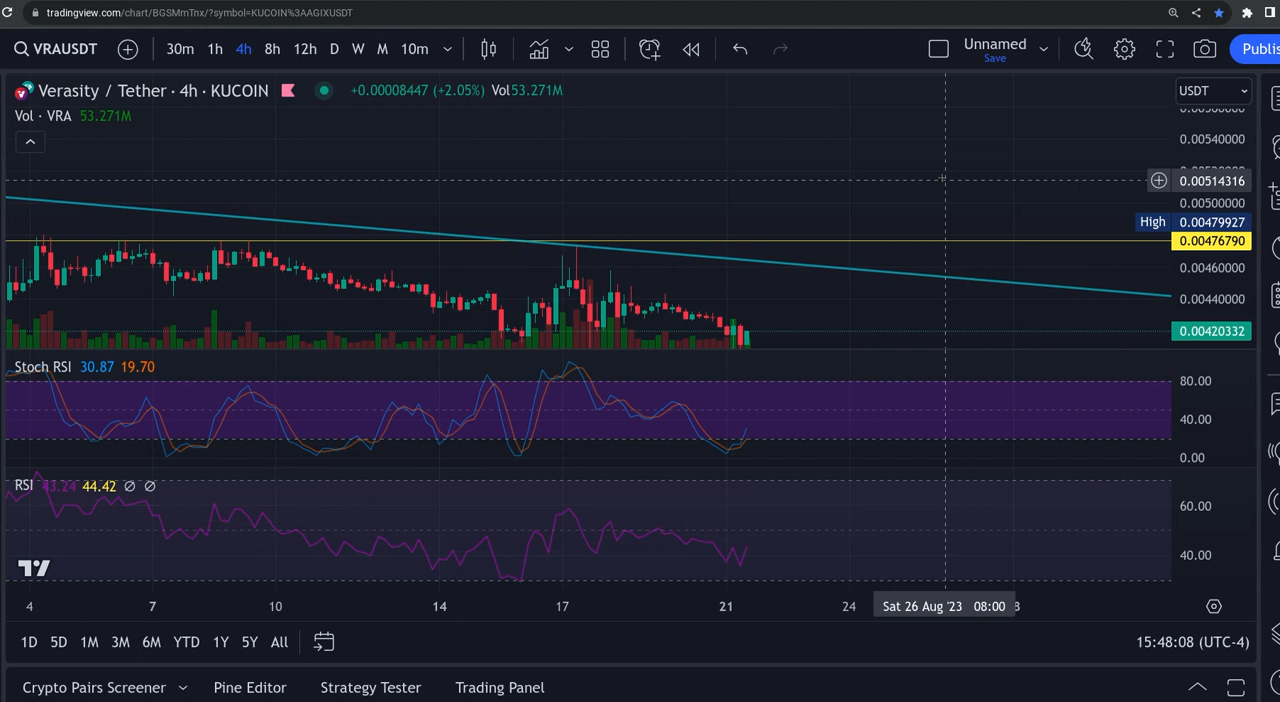 tradingview.com/chart/BGSMmTnx/?symbol=KUCOIN%3AAGIXUSDT
VRAUSDT 30m 1h 4h 8h 12h D W M 10m Unnamed Save Publis
Verasity / Tether · 4h · KUCOIN +0.00008447 (+2.05%) Vol53.271M USDT
Vol · VRA 53.271M
0.00540000
0.00514316
0.00500000
High 0.00479927
0.00476790
0.00460000
0.00440000
0.00420332
Stoch RSI 30.87 19.70
80.00
40.00
0.00
RSI 43.24 44.42 ∅ ∅
60.00
40.00
4 7 10 14 17 21 24 Sat 26 Aug '23 08:00
1D 5D 1M 3M 6M YTD 1Y 5Y All 15:48:08 (UTC-4)
Crypto Pairs Screener Pine Editor Strategy Tester Trading Panel